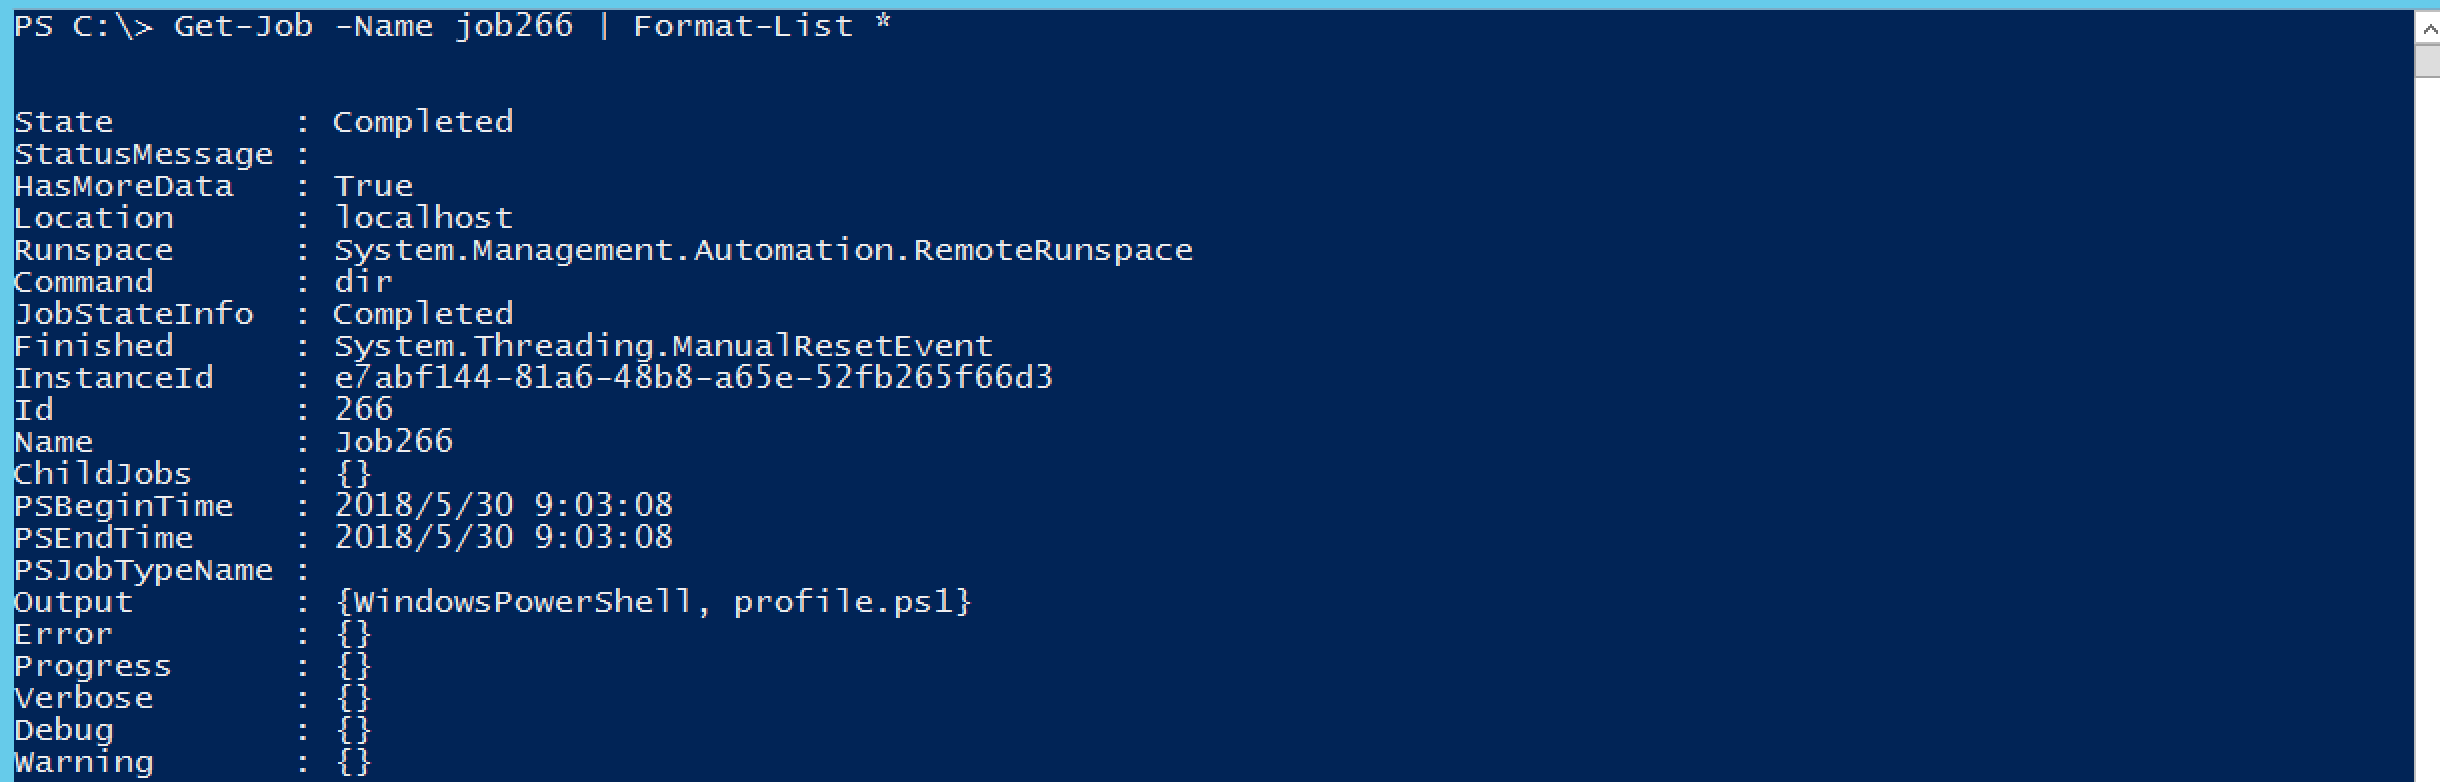 PS C:\> Get-Job -Name job266 | Format-List *
State         : Completed
StatusMessage :
HasMoreData   : True
Location      : localhost
Runspace      : System.Management.Automation.RemoteRunspace
Command       : dir
JobStateInfo  : Completed
Finished      : System.Threading.ManualResetEvent
InstanceId    : e7abf144-81a6-48b8-a65e-52fb265f66d3
Id            : 266
Name          : Job266
ChildJobs     : {}
PSBeginTime   : 2018/5/30 9:03:08
PSEndTime     : 2018/5/30 9:03:08
PSJobTypeName :
Output        : {WindowsPowerShell, profile.ps1}
Error         : {}
Progress      : {}
Verbose       : {}
Debug         : {}
Warning       : {}